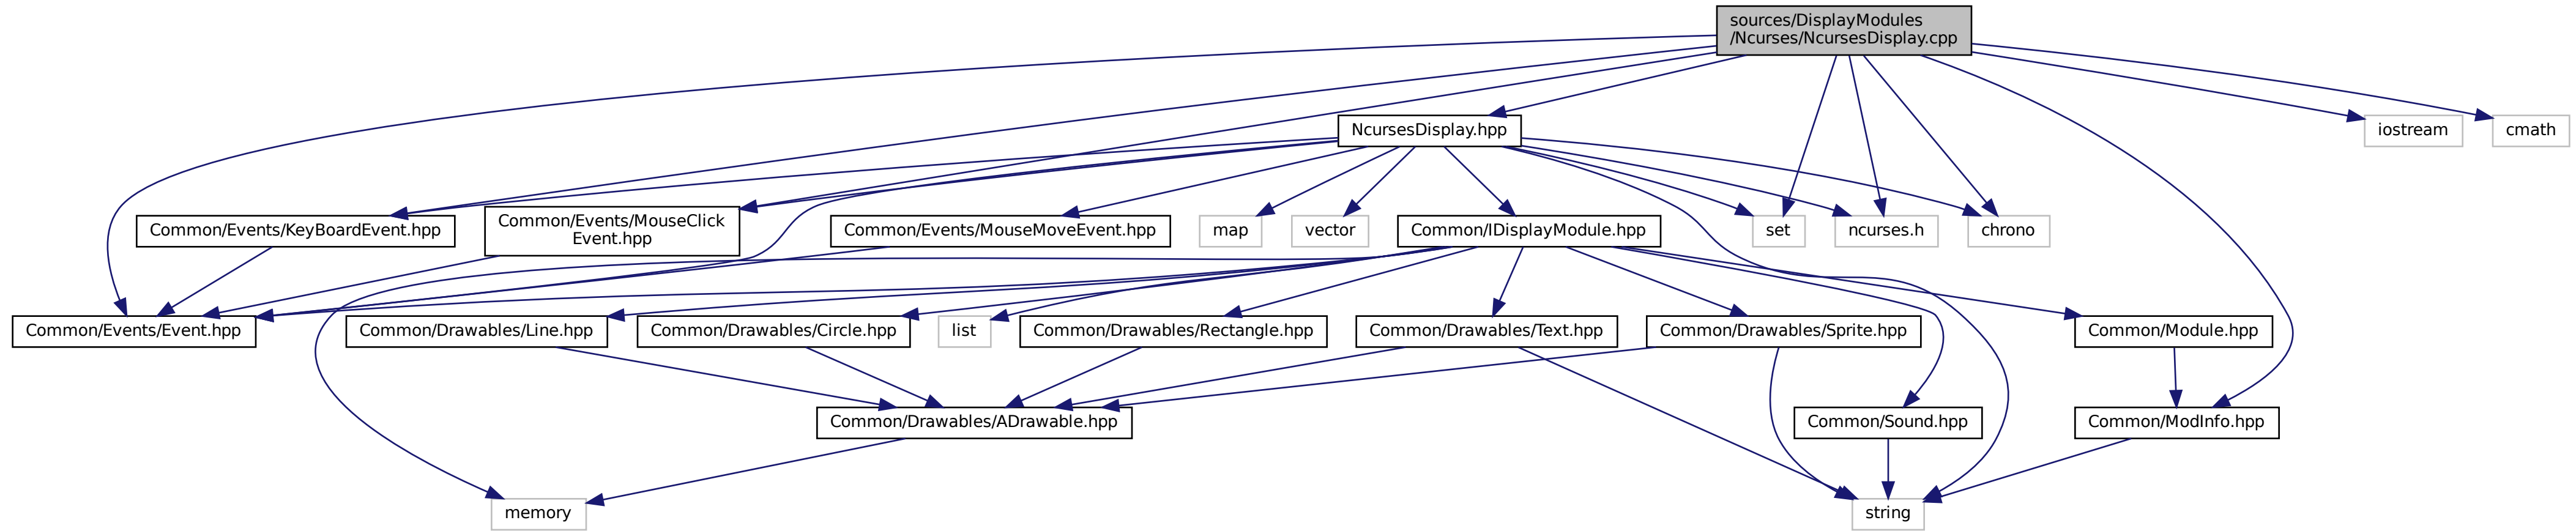 sources/DisplayModules
/Ncurses/NcursesDisplay.cpp
NcursesDisplay.hpp
iostream
cmath
Common/Events/KeyBoardEvent.hpp
Common/Events/MouseClick
Event.hpp
Common/Events/MouseMoveEvent.hpp
map
vector
Common/IDisplayModule.hpp
set
ncurses.h
chrono
Common/Events/Event.hpp
Common/Drawables/Line.hpp
Common/Drawables/Circle.hpp
list
Common/Drawables/Rectangle.hpp
Common/Drawables/Text.hpp
Common/Drawables/Sprite.hpp
Common/Module.hpp
Common/Drawables/ADrawable.hpp
Common/Sound.hpp
Common/ModInfo.hpp
memory
string